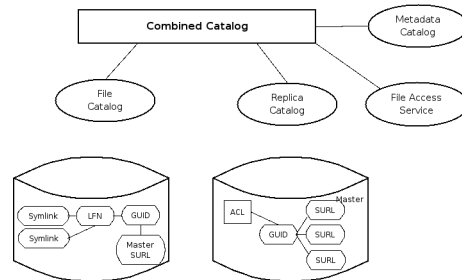 Combined Catalog
Metadata
Catalog
File
Catalog
Replica
Catalog
File Access
Service
Symlink
LFN
GUID
Symlink
Master
SURL
ACL
GUID
Master
SURL
SURL
SURL